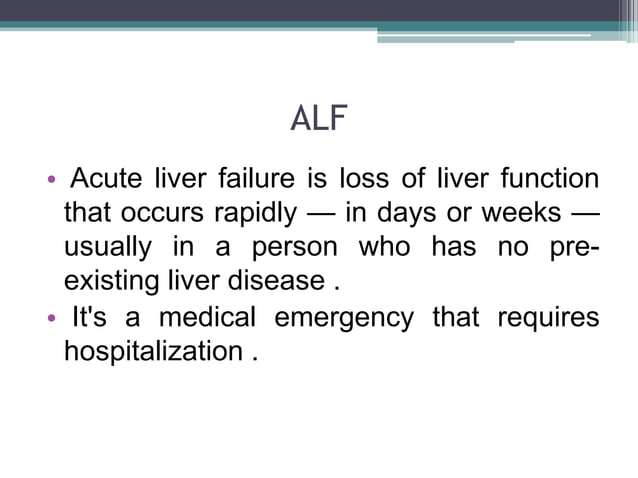 ALF
• Acute liver failure is loss of liver function
that occurs rapidly — in days or weeks —
usually in a person who has no pre-
existing liver disease .
• It's a medical emergency that requires
hospitalization .